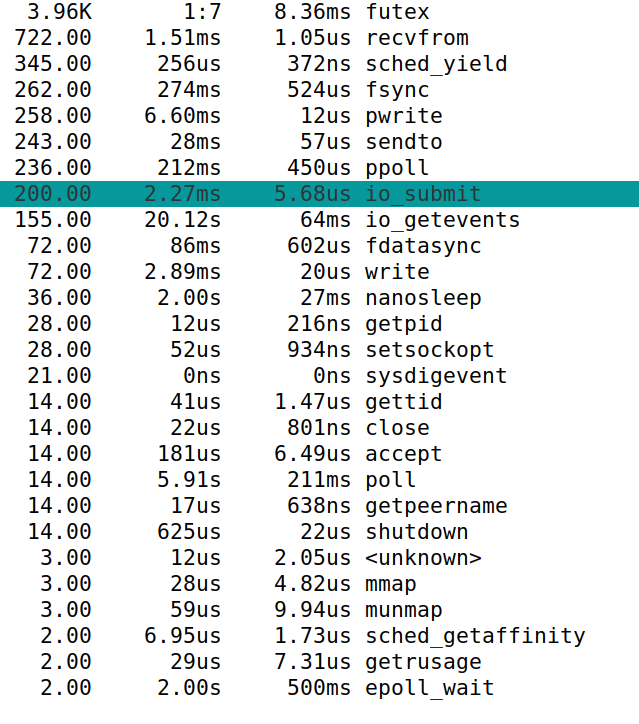 3.96K 1:7 8.36ms futex
722.00 1.51ms 1.05us recvfrom
345.00 256us 372ns sched_yield
262.00 274ms 524us fsync
258.00 6.60ms 12us pwrite
243.00 28ms 57us sendto
236.00 212ms 450us ppoll
200.00 2.27ms 5.68us io_submit
155.00 20.12s 64ms io_getevents
72.00 86ms 602us fdatasync
72.00 2.89ms 20us write
36.00 2.00s 27ms nanosleep
28.00 12us 216ns getpid
28.00 52us 934ns setsockopt
21.00 0ns 0ns sysdigevent
14.00 41us 1.47us gettid
14.00 22us 801ns close
14.00 181us 6.49us accept
14.00 5.91s 211ms poll
14.00 17us 638ns getpeername
14.00 625us 22us shutdown
3.00 12us 2.05us <unknown>
3.00 28us 4.82us mmap
3.00 59us 9.94us munmap
2.00 6.95us 1.73us sched_getaffinity
2.00 29us 7.31us getrusage
2.00 2.00s 500ms epoll_wait